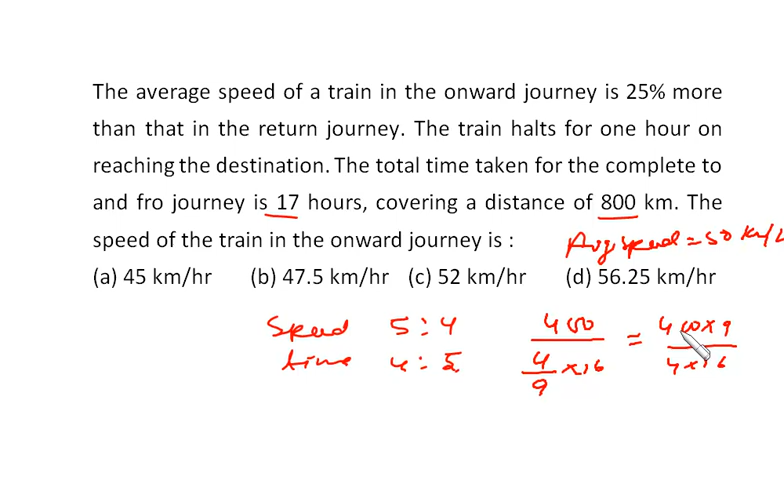 The average speed of a train in the onward journey is 25% more
than that in the return journey. The train halts for one hour on
reaching the destination. The total time taken for the complete to
and fro journey is 17 hours, covering a distance of 800 km. The
speed of the train in the onward journey is :
Avg. speed = 50 km/h
(a) 45 km/hr (b) 47.5 km/hr (c) 52 km/hr (d) 56.25 km/hr
Speed 5 : 4
time 4 : 5
400 / (4/9 x 16) = 400 x 9 / 4 x 16